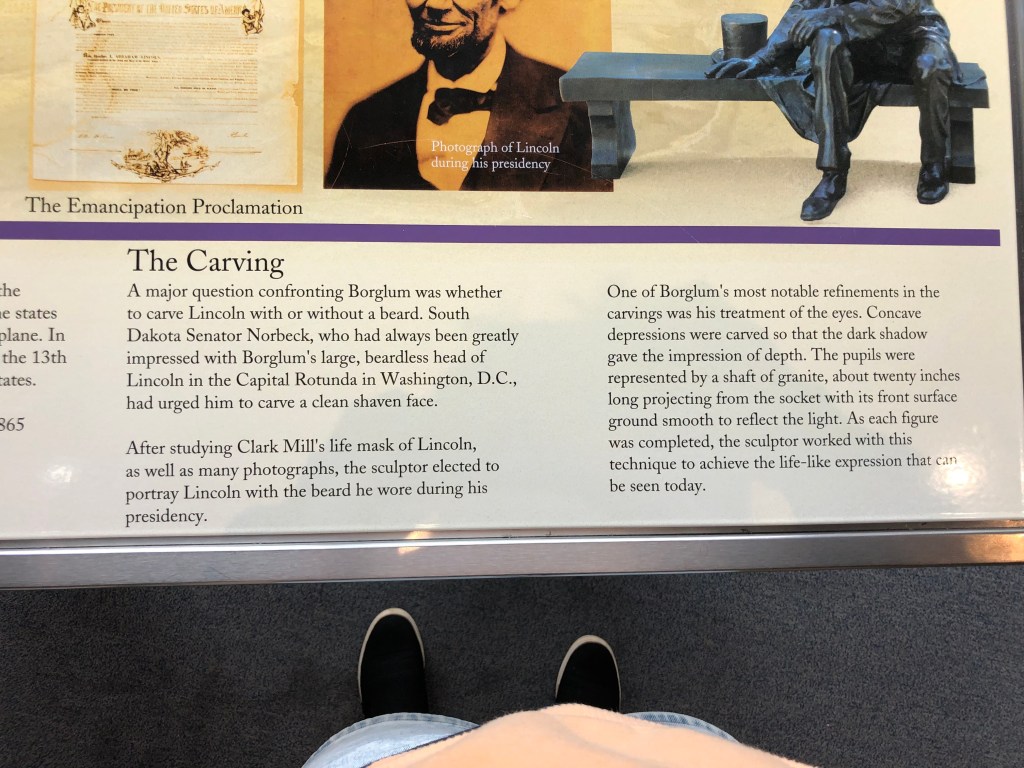 THE PRESIDENT OF THE UNITED STATES OF AMERICA
Photograph of Lincoln
during his presidency
The Emancipation Proclamation
the
states
plane. In
the 13th
865
The Carving
A major question confronting Borglum was whether
to carve Lincoln with or without a beard. South
Dakota Senator Norbeck, who had always been greatly
impressed with Borglum's large, beardless head of
Lincoln in the Capital Rotunda in Washington, D.C.,
had urged him to carve a clean shaven face.
After studying Clark Mill's life mask of Lincoln,
as well as many photographs, the sculptor elected to
portray Lincoln with the beard he wore during his
presidency.
One of Borglum's most notable refinements in the
carvings was his treatment of the eyes. Concave
depressions were carved so that the dark shadow
gave the impression of depth. The pupils were
represented by a shaft of granite, about twenty inches
long projecting from the socket with its front surface
ground smooth to reflect the light. As each figure
was completed, the sculptor worked with this
technique to achieve the life-like expression that can
be seen today.